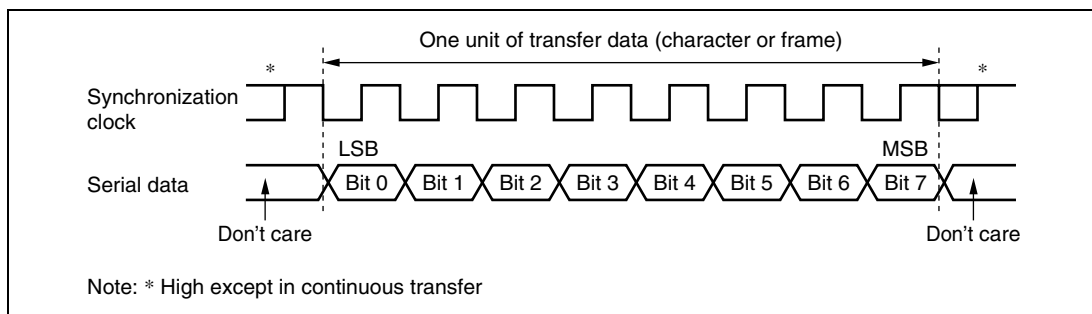 One unit of transfer data (character or frame)
* *
Synchronization
clock
LSB MSB
Serial data Bit 0 Bit 1 Bit 2 Bit 3 Bit 4 Bit 5 Bit 6 Bit 7
Don't care Don't care
Note: * High except in continuous transfer